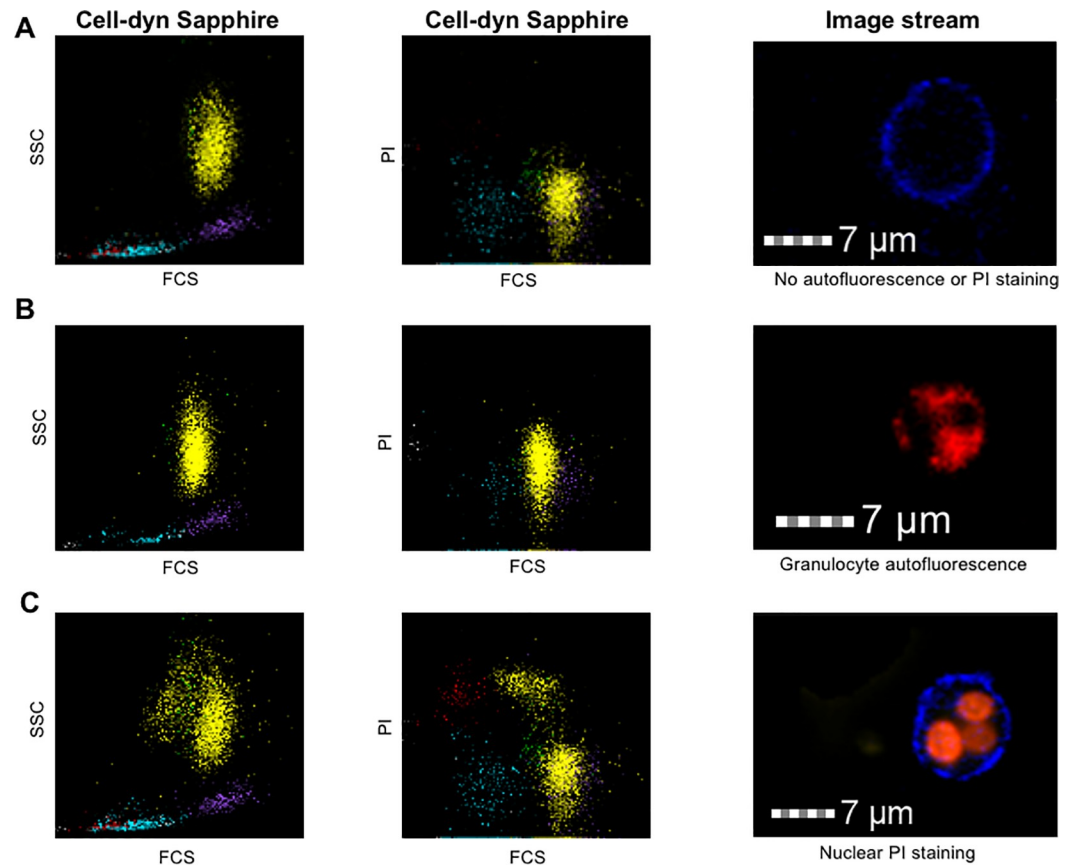 A
Cell-dyn Sapphire
Cell-dyn Sapphire
Image stream
SSC
FCS
PI
FCS
7 µm
No autofluorescence or PI staining
B
SSC
FCS
PI
FCS
7 µm
Granulocyte autofluorescence
C
SSC
FCS
PI
FCS
7 µm
Nuclear PI staining